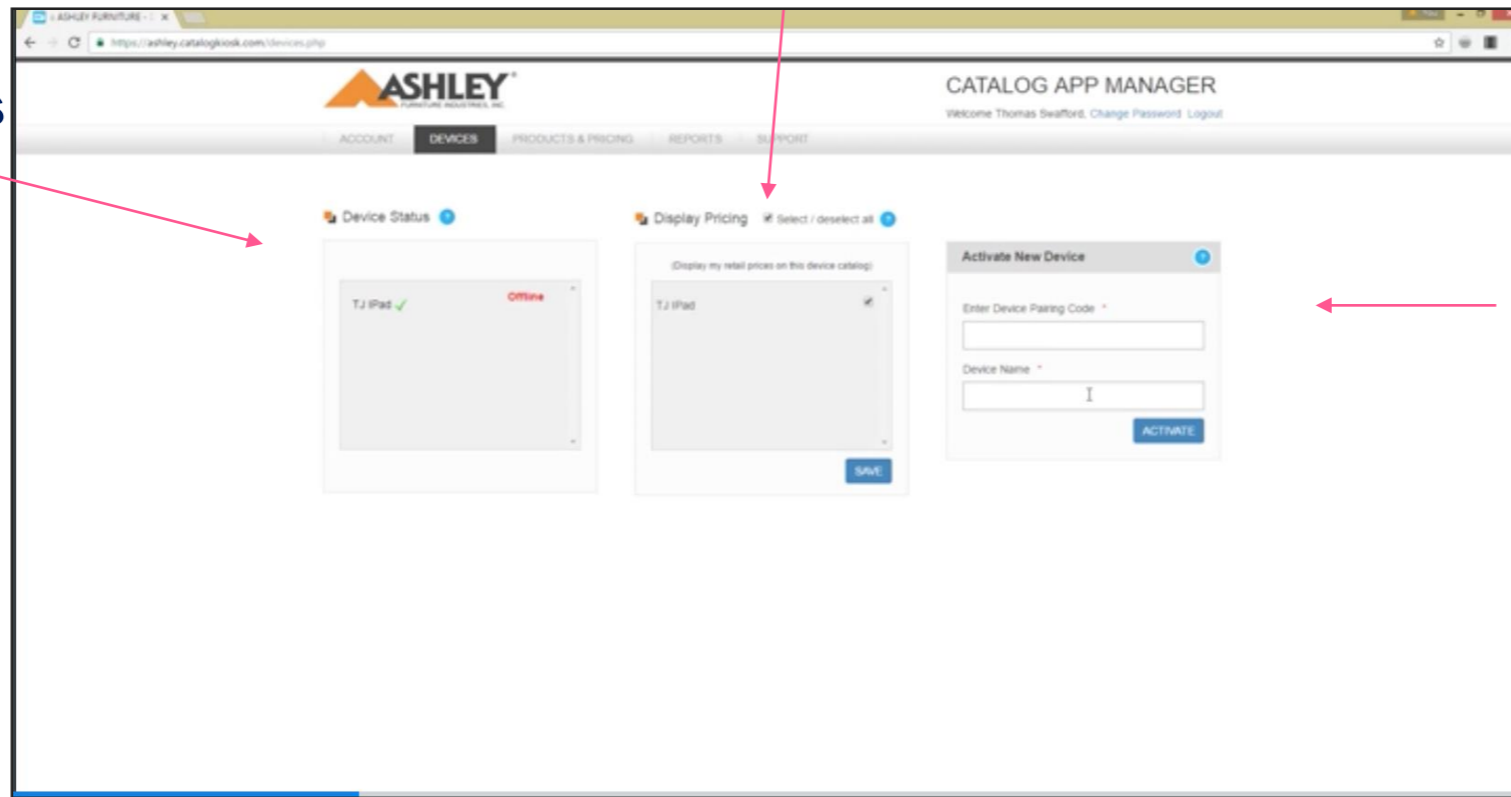 ASHLEY FURNITURE -
https://ashley.catalogkiosk.com/devices.php
S
ASHLEY
FURNITURE INDUSTRIES, INC.
CATALOG APP MANAGER
Welcome Thomas Swafford, Change Password Logout
ACCOUNT DEVICES PRODUCTS & PRICING REPORTS SUPPORT
Device Status ?
Display Pricing Select / deselect all ?
(Display my retail prices on this device catalog)
Activate New Device ?
TJ IPad Offline
TJ IPad
Enter Device Pairing Code *
Device Name *
ACTIVATE
SAVE